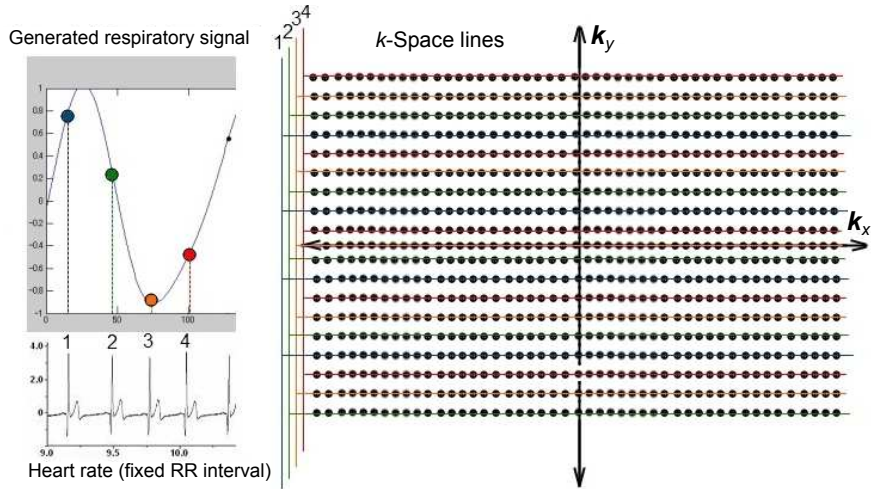 Generated respiratory signal
1
0.8
0.6
0.4
0.2
0
−0.2
−0.4
−0.6
−0.8
−1
0 50 100
1 2 3 4
4.0
2.0
0
9.0 9.5 10.0
Heart rate (fixed RR interval)
1 2 3 4
k-Space lines
ky
kx